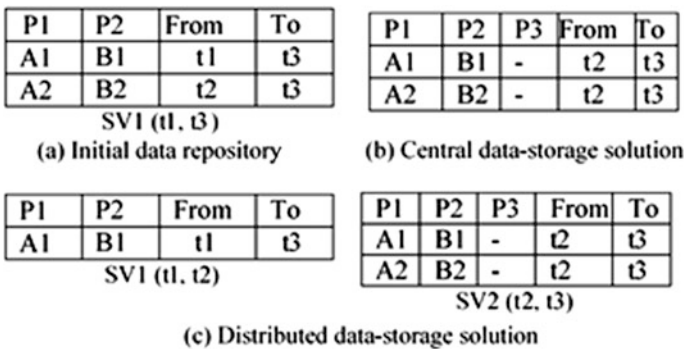 P1 P2 From To
A1 B1 t1 t3
A2 B2 t2 t3
SV1 (t1, t3)
(a) Initial data repository
P1 P2 P3 From To
A1 B1 - t2 t3
A2 B2 - t2 t3
(b) Central data-storage solution
P1 P2 From To
A1 B1 t1 t3
SV1 (t1, t2)
P1 P2 P3 From To
A1 B1 - t2 t3
A2 B2 - t2 t3
SV2 (t2, t3)
(c) Distributed data-storage solution